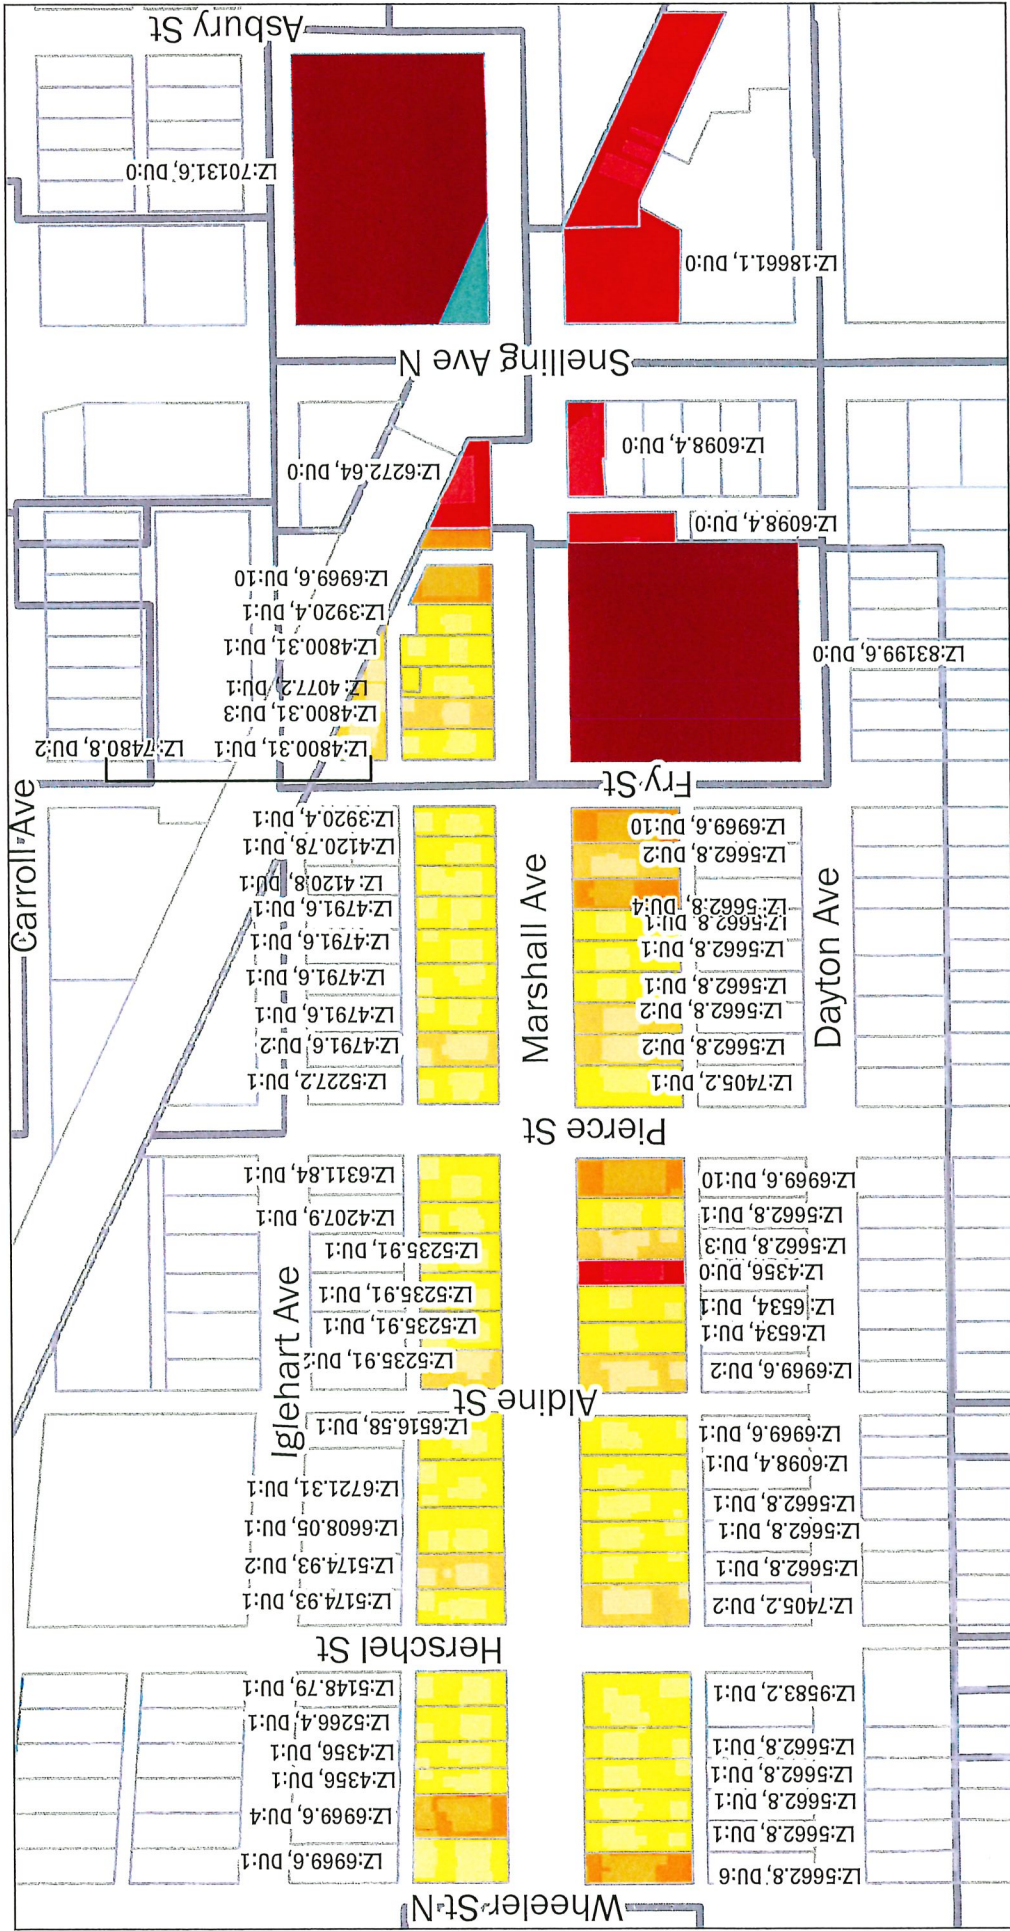 Wheeler St N
LZ:5662.8, DU:6
LZ:5662.8, DU:1
LZ:5662.8, DU:1
LZ:5662.8, DU:1
LZ:5662.8, DU:1
LZ:9583.2, DU:1
LZ:6969.6, DU:1
LZ:6969.6, DU:4
LZ:4356, DU:1
LZ:4356, DU:1
LZ:5266.4, DU:1
LZ:5148.79, DU:1
Herschel St
LZ:7405.2, DU:2
LZ:5662.8, DU:1
LZ:5662.8, DU:1
LZ:5662.8, DU:1
LZ:6098.4, DU:1
LZ:6969.6, DU:1
LZ:5174.93, DU:1
LZ:5174.93, DU:2
LZ:6608.05, DU:1
LZ:6721.31, DU:1
LZ:6516.58, DU:1
Aldine St
Iglehart Ave
LZ:6969.6, DU:2
LZ:6534, DU:1
LZ:6534, DU:1
LZ:4356, DU:0
LZ:5662.8, DU:3
LZ:5662.8, DU:1
LZ:6969.6, DU:10
LZ:5235.91, DU:2
LZ:5235.91, DU:1
LZ:5235.91, DU:1
LZ:5235.91, DU:1
LZ:4207.9, DU:1
LZ:6311.84, DU:1
Pierce St
Dayton Ave
Marshall Ave
Carroll Ave
LZ:7405.2, DU:1
LZ:5662.8, DU:2
LZ:5662.8, DU:2
LZ:5662.8, DU:1
LZ:5662.8, DU:1
LZ:5662.8, DU:1
LZ:5662.8, DU:4
LZ:5662.8, DU:2
LZ:6969.6, DU:10
LZ:5227.2, DU:1
LZ:4791.6, DU:2
LZ:4791.6, DU:1
LZ:4791.6, DU:1
LZ:4791.6, DU:1
LZ:4791.6, DU:1
LZ:4120.8, DU:1
LZ:4120.78, DU:1
LZ:3920.4, DU:1
Fry St
LZ:83199.6, DU:0
LZ:4800.31, DU:1
LZ:7480.8, DU:2
LZ:4800.31, DU:3
LZ:4077.2, DU:1
LZ:4800.31, DU:1
LZ:3920.4, DU:1
LZ:6969.6, DU:10
LZ:6098.4, DU:0
LZ:6098.4, DU:0
LZ:6272.64, DU:0
Snelling Ave N
LZ:18661.1, DU:0
LZ:70131.6, DU:0
Asbury St